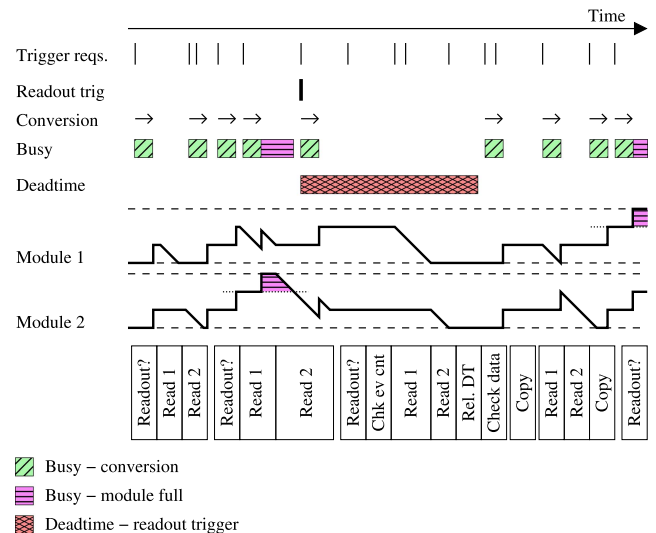 Time
Trigger reqs.
Readout trig
Conversion
Busy
Deadtime
Module 1
Module 2
Readout?
Read 1
Read 2
Readout?
Read 1
Read 2
Readout?
Chk ev cnt
Read 1
Read 2
Rel. DT
Check data
Copy
Read 1
Read 2
Copy
Readout?
Busy − conversion
Busy − module full
Deadtime − readout trigger